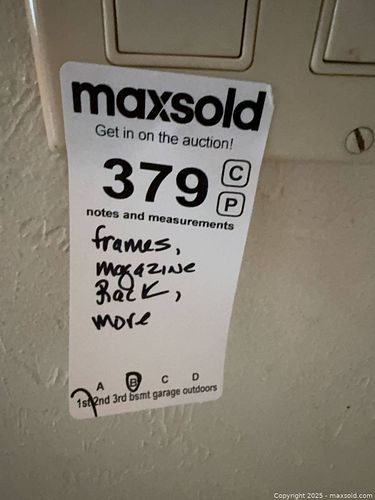 maxsold
Get in on the auction!
379 C
P
notes and measurements
frames,
magazine
Rack,
more
A B C D
1st 2nd 3rd bsmt garage outdoors
Copyright 2025 - maxsold.com